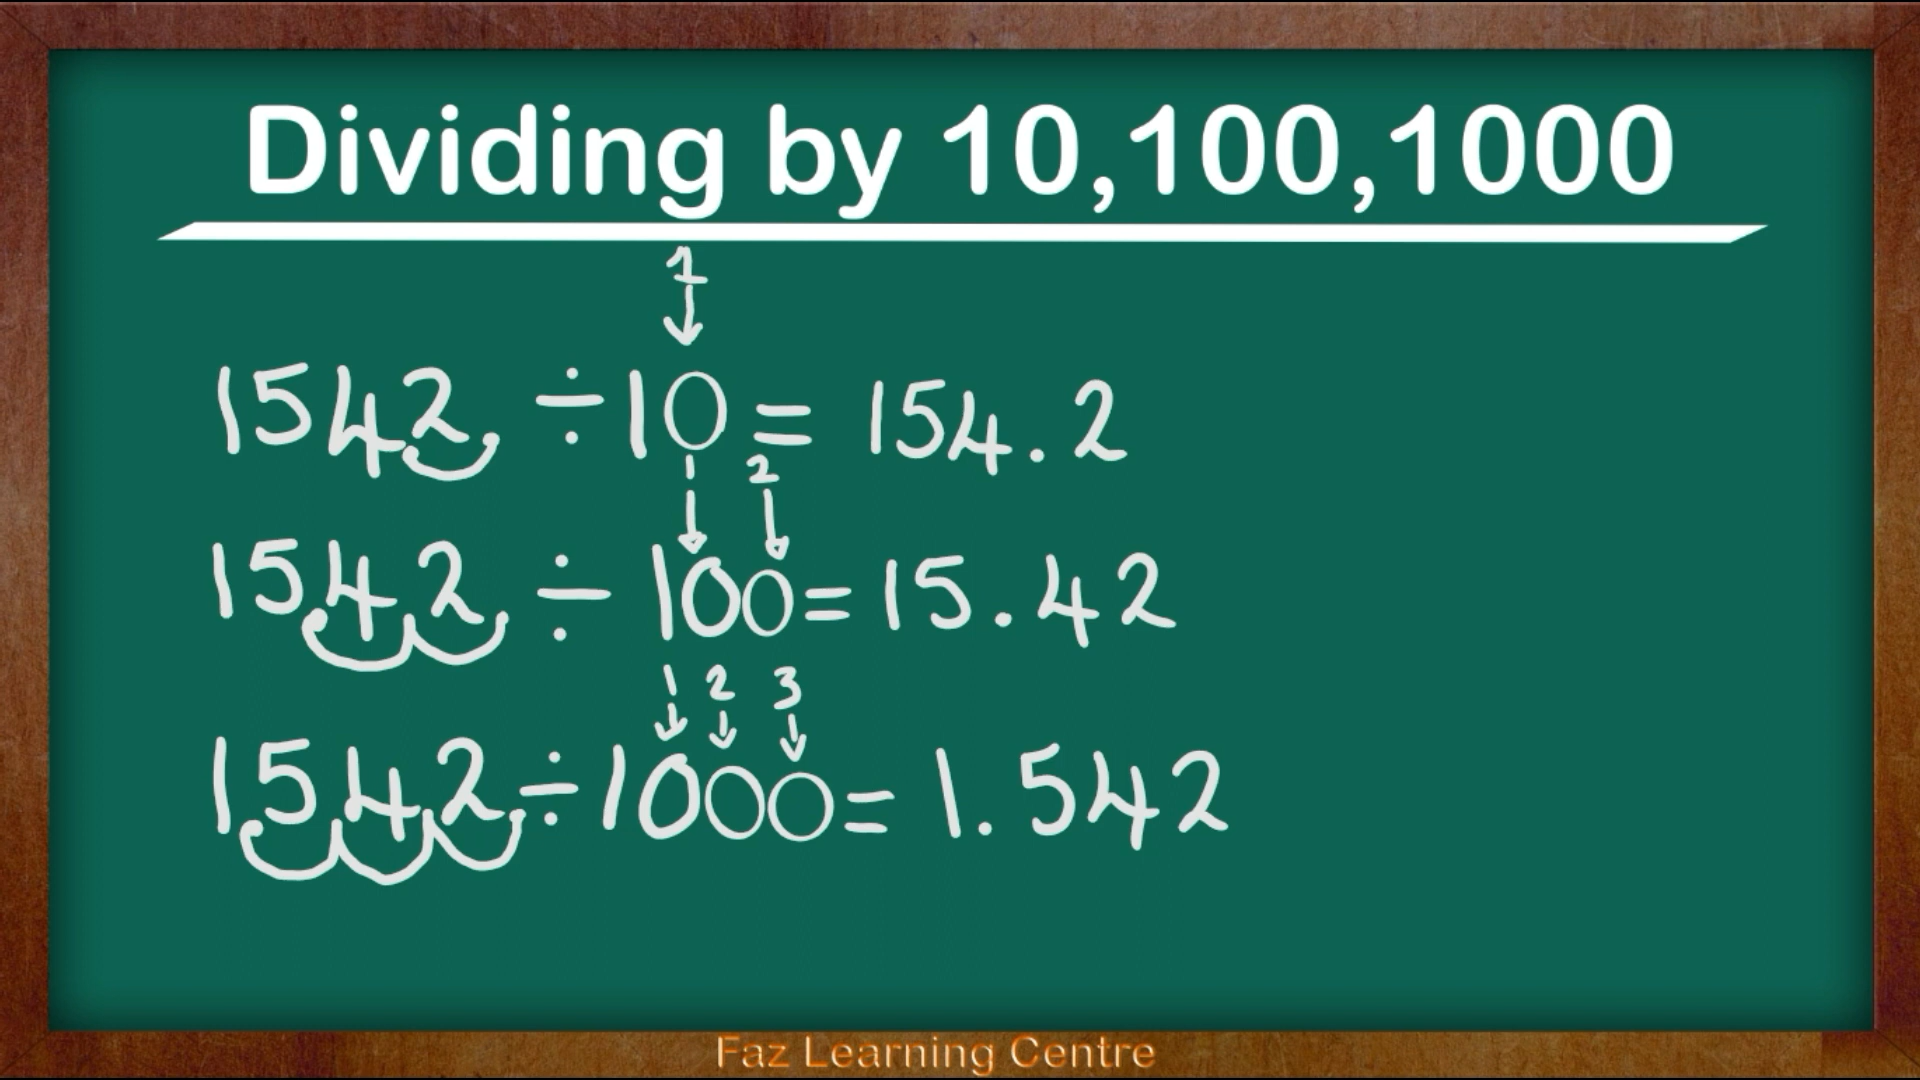 Dividing by 10,100,1000
1
1542 ÷ 10 = 154.2
1 2
1542 ÷ 100 = 15.42
1 2 3
1542 ÷ 1000 = 1.542
Faz Learning Centre